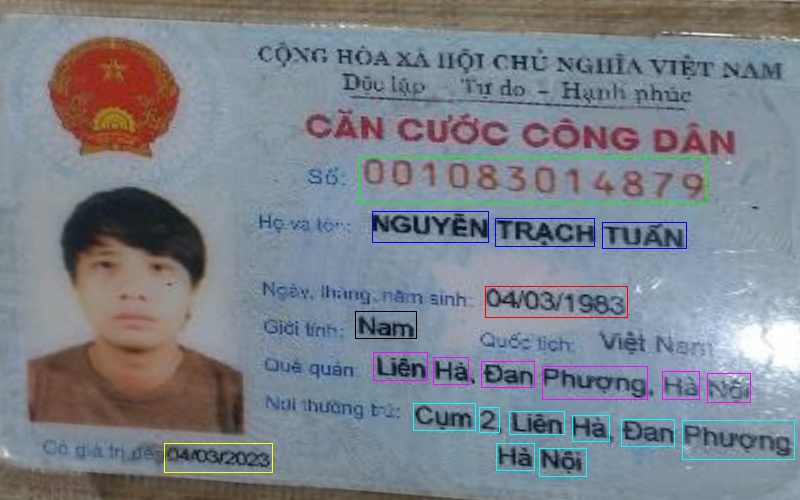 CỘNG HÒA XÃ HỘI CHỦ NGHĨA VIỆT NAM
Độc lập Tự do - Hạnh phúc
CĂN CƯỚC CÔNG DÂN
Số: 001083014879
Họ và tên: NGUYỄN TRẠCH TUẤN
Ngày, tháng, năm sinh: 04/03/1983
Giới tính: Nam Quốc tịch: Việt Nam
Quê quán: Liên Hà, Đan Phượng, Hà Nội
Nơi thường trú: Cụm 2, Liên Hà, Đan Phượng
Hà Nội
Có giá trị đến 04/03/2023